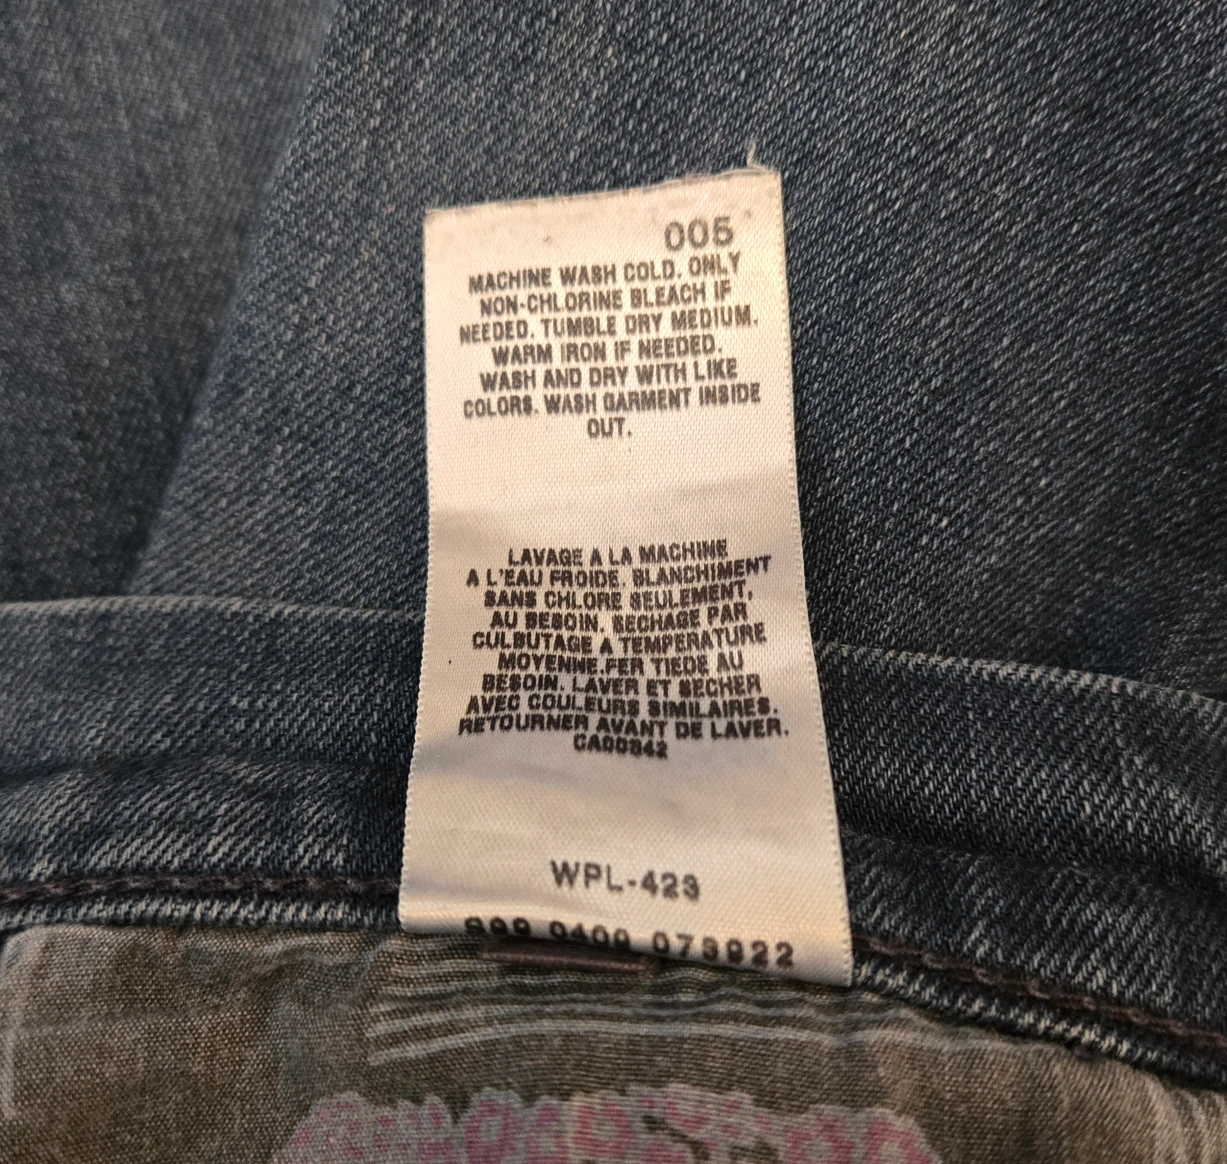 005
MACHINE WASH COLD. ONLY
NON-CHLORINE BLEACH IF
NEEDED. TUMBLE DRY MEDIUM.
WARM IRON IF NEEDED.
WASH AND DRY WITH LIKE
COLORS. WASH GARMENT INSIDE
OUT.
LAVAGE A LA MACHINE
A L'EAU FROIDE. BLANCHIMENT
SANS CHLORE SEULEMENT,
AU BESOIN. SECHAGE PAR
CULBUTAGE A TEMPERATURE
MOYENNE.FER TIEDE AU
BESOIN. LAVER ET SECHER
AVEC COULEURS SIMILAIRES.
RETOURNER AVANT DE LAVER.
CA00342
WPL-423
0400 073922